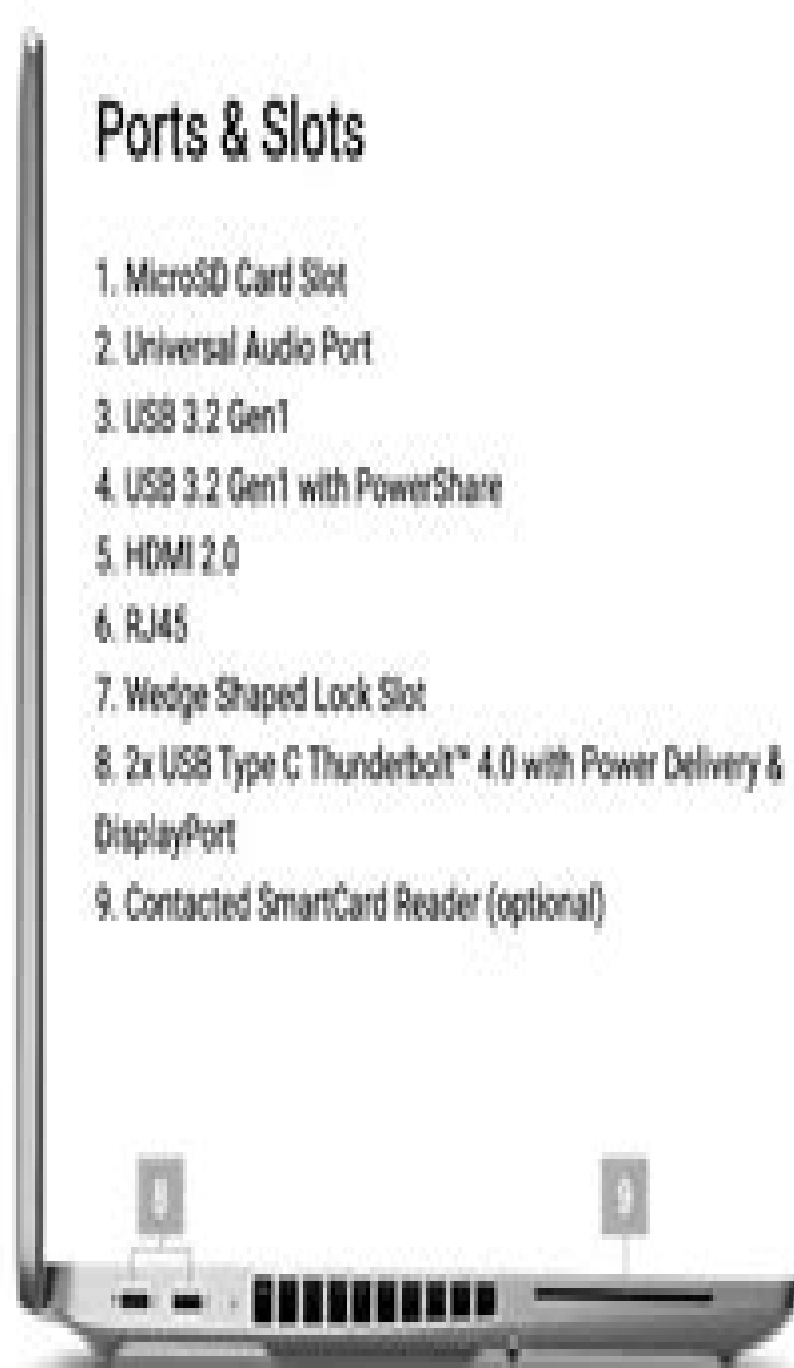 Ports & Slots
1. MicroSD Card Slot
2. Universal Audio Port
3. USB 3.2 Gen1
4. USB 3.2 Gen1 with PowerShare
5. HDMI 2.0
6. RJ45
7. Wedge Shaped Lock Slot
8. 2x USB Type C Thunderbolt™ 4.0 with Power Delivery &
DisplayPort
9. Contacted SmartCard Reader (optional)
8
9